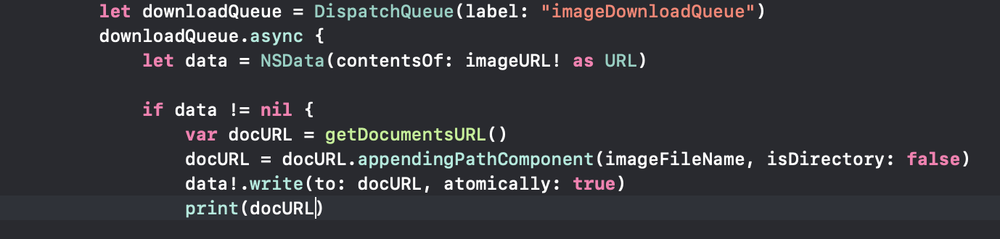 let downloadQueue = DispatchQueue(label: "imageDownloadQueue")
downloadQueue.async {
let data = NSData(contentsOf: imageURL! as URL)
if data != nil {
var docURL = getDocumentsURL()
docURL = docURL.appendingPathComponent(imageFileName, isDirectory: false)
data!.write(to: docURL, atomically: true)
print(docURL)